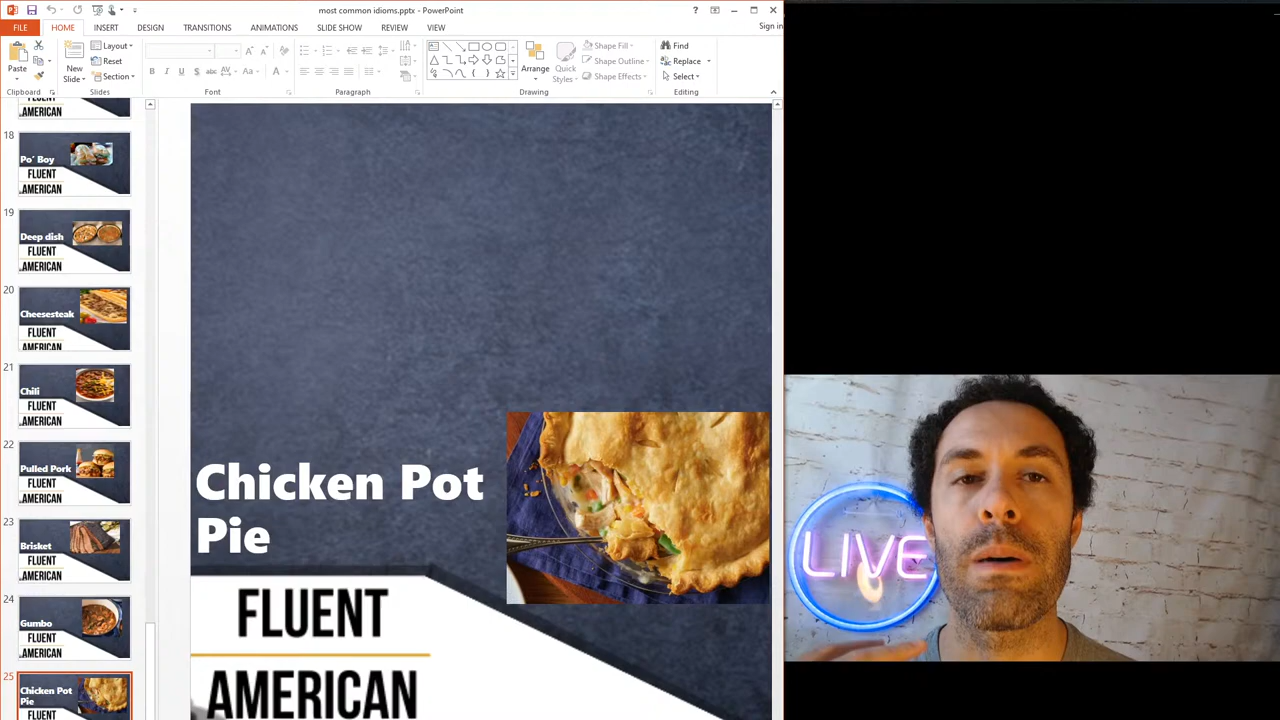 most common idioms.pptx - PowerPoint
?
FILE
HOME
INSERT
DESIGN
TRANSITIONS
ANIMATIONS
SLIDE SHOW
REVIEW
VIEW
Sign in
Paste
New
Slide
Layout
Reset
Section
B I U S abc AV Aa A
Shape Fill
Shape Outline
Shape Effects
Arrange
Quick
Styles
Find
Replace
Select
Clipboard
Slides
Font
Paragraph
Drawing
Editing
AMERICAN
18
Po' Boy
FLUENT
AMERICAN
19
Deep dish
FLUENT
AMERICAN
20
Cheesesteak
FLUENT
AMERICAN
21
Chili
FLUENT
AMERICAN
22
Pulled Pork
FLUENT
AMERICAN
23
Brisket
FLUENT
AMERICAN
24
Gumbo
FLUENT
AMERICAN
25
Chicken Pot
Pie
FLUENT
Chicken Pot
Pie
FLUENT
AMERICAN
LIVE